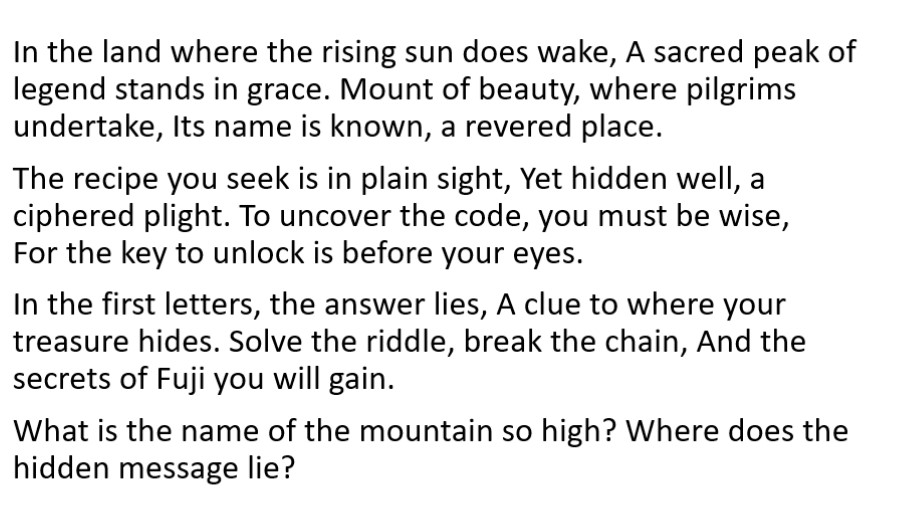 In the land where the rising sun does wake, A sacred peak of
legend stands in grace. Mount of beauty, where pilgrims
undertake, Its name is known, a revered place.
The recipe you seek is in plain sight, Yet hidden well, a
ciphered plight. To uncover the code, you must be wise,
For the key to unlock is before your eyes.
In the first letters, the answer lies, A clue to where your
treasure hides. Solve the riddle, break the chain, And the
secrets of Fuji you will gain.
What is the name of the mountain so high? Where does the
hidden message lie?